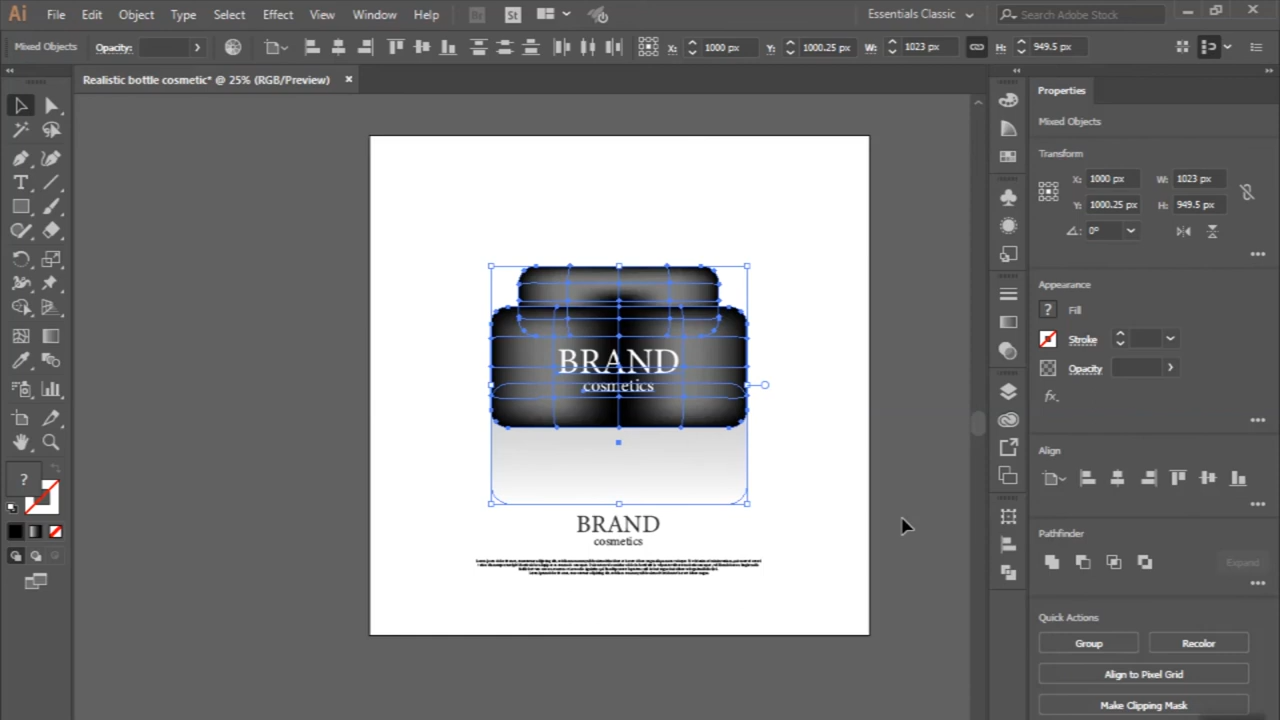 Ai File Edit Object Type Select Effect View Window Help Br St Essentials Classic Search Adobe Stock
Mixed Objects Opacity: X: 1000 px Y: 1000.25 px W: 1023 px H: 949.5 px
Realistic bottle cosmetic* @ 25% (RGB/Preview) ×
Properties
Mixed Objects
Transform
X: 1000 px W: 1023 px
Y: 1000.25 px H: 949.5 px
0°
Appearance
? Fill
Stroke
Opacity
fx.
Align
Pathfinder
Expand
Quick Actions
Group Recolor
Align to Pixel Grid
Make Clipping Mask
T
?
BRAND
cosmetics
BRAND
cosmetics